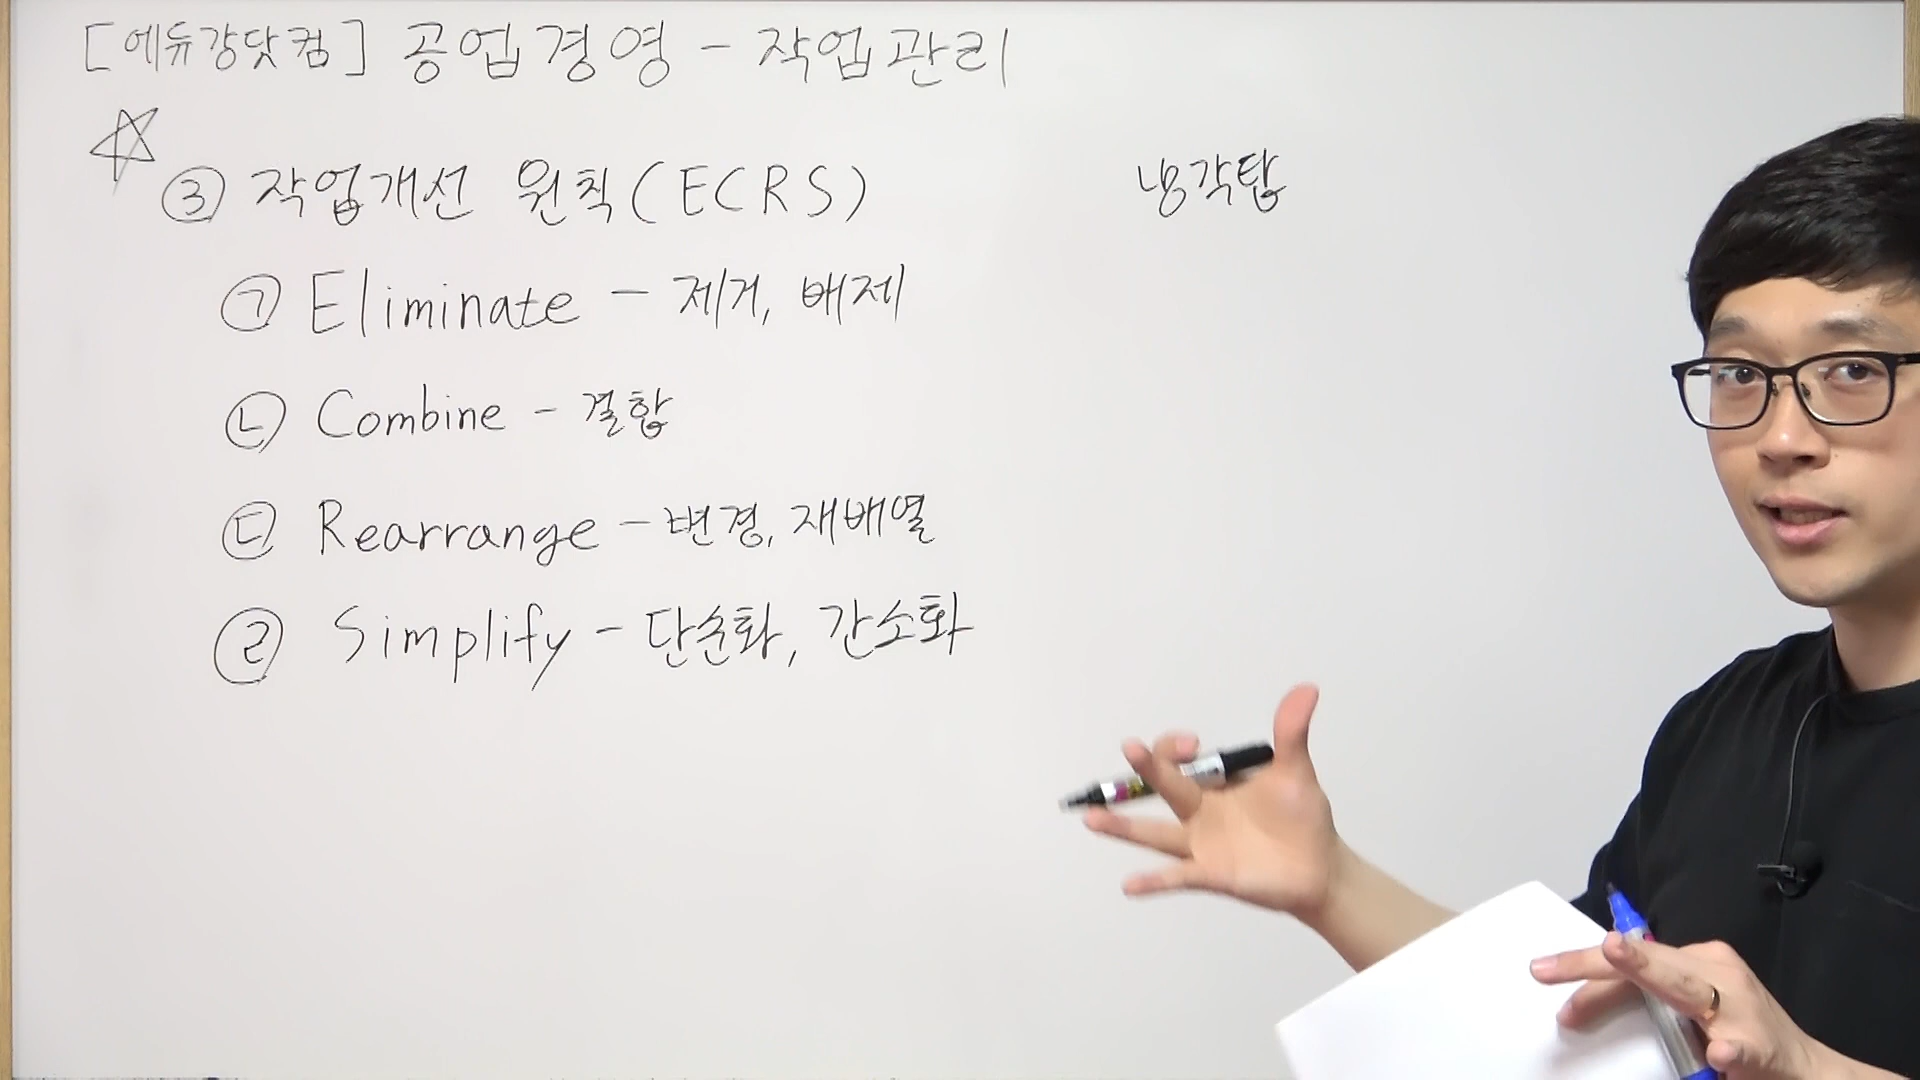 [에듀강닷컴] 공업경영 - 작업관리
☆
③ 작업개선 원칙(ECRS)
냉각탑
㉠ Eliminate - 제거, 배제
㉡ Combine - 결합
㉢ Rearrange - 변경, 재배열
㉣ Simplify - 단순화, 간소화